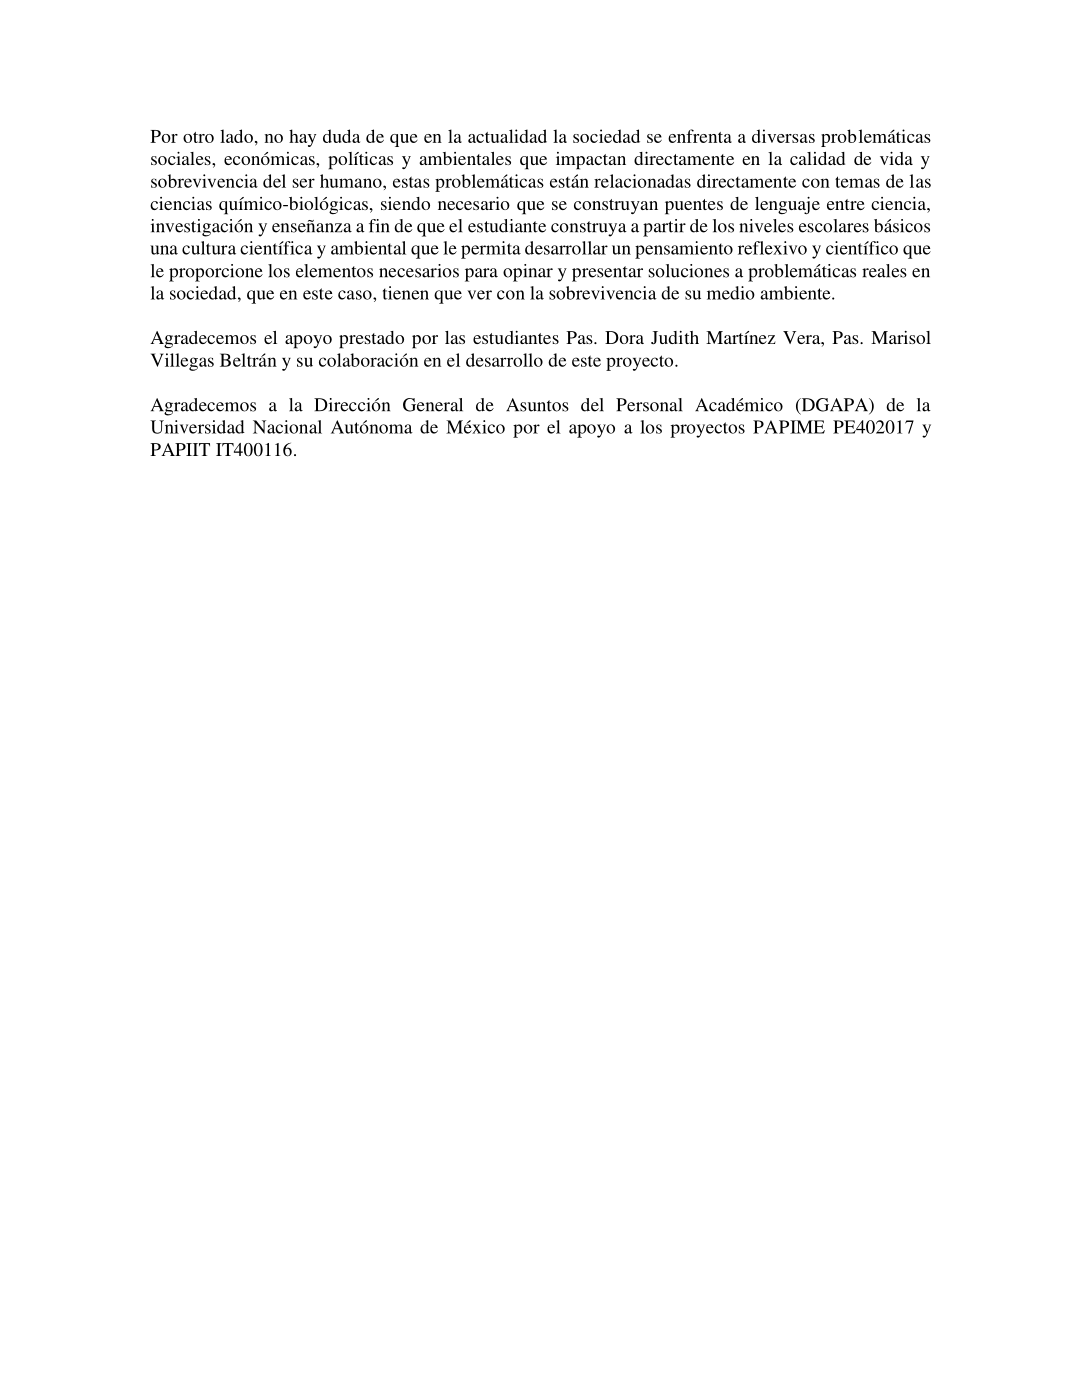 Por otro lado, no hay duda de que en la actualidad la sociedad se enfrenta a diversas problemáticas
sociales, económicas, políticas y ambientales que impactan directamente en la calidad de vida y
sobrevivencia del ser humano, estas problemáticas están relacionadas directamente con temas de las
ciencias químico-biológicas, siendo necesario que se construyan puentes de lenguaje entre ciencia,
investigación y enseñanza a fin de que el estudiante construya a partir de los niveles escolares básicos
una cultura científica y ambiental que le permita desarrollar un pensamiento reflexivo y científico que
le proporcione los elementos necesarios para opinar y presentar soluciones a problemáticas reales en
la sociedad, que en este caso, tienen que ver con la sobrevivencia de su medio ambiente.
Agradecemos el apoyo prestado por las estudiantes Pas. Dora Judith Martínez Vera, Pas. Marisol
Villegas Beltrán y su colaboración en el desarrollo de este proyecto.
Agradecemos a la Dirección General de Asuntos del Personal Académico (DGAPA) de la
Universidad Nacional Autónoma de México por el apoyo a los proyectos PAPIME PE402017 y
PAPIIT IT400116.